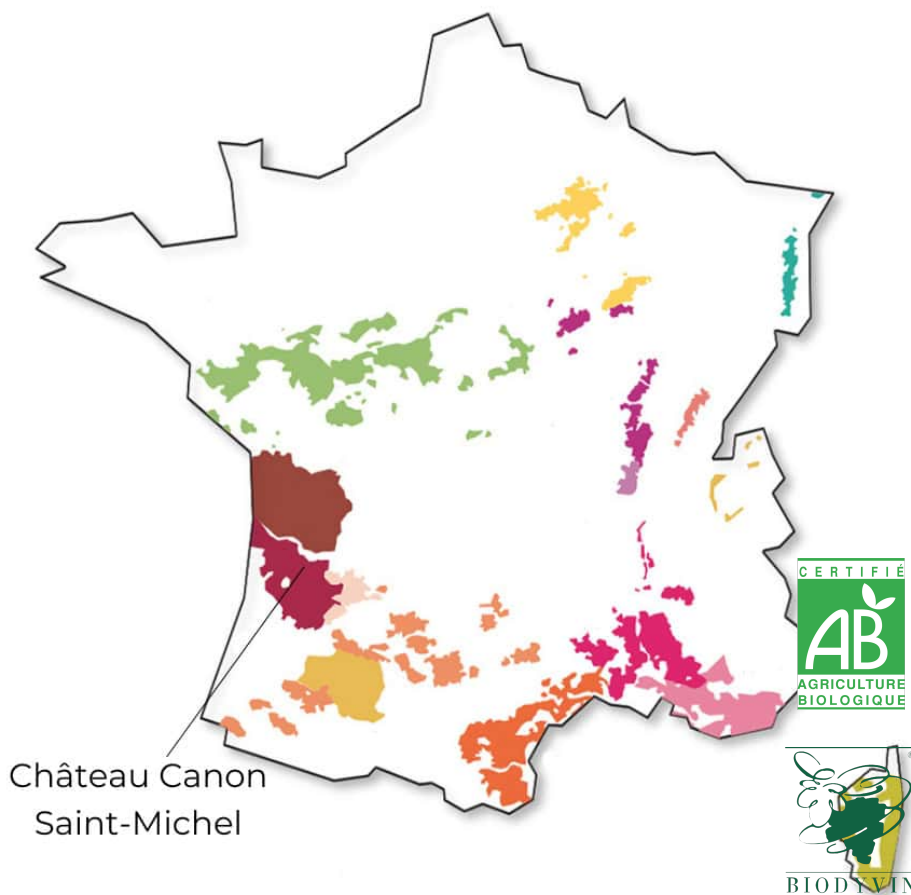 CERTIFIÉ
AB
AGRICULTURE
BIOLOGIQUE
Château Canon
Saint-Michel
BIODYVIN